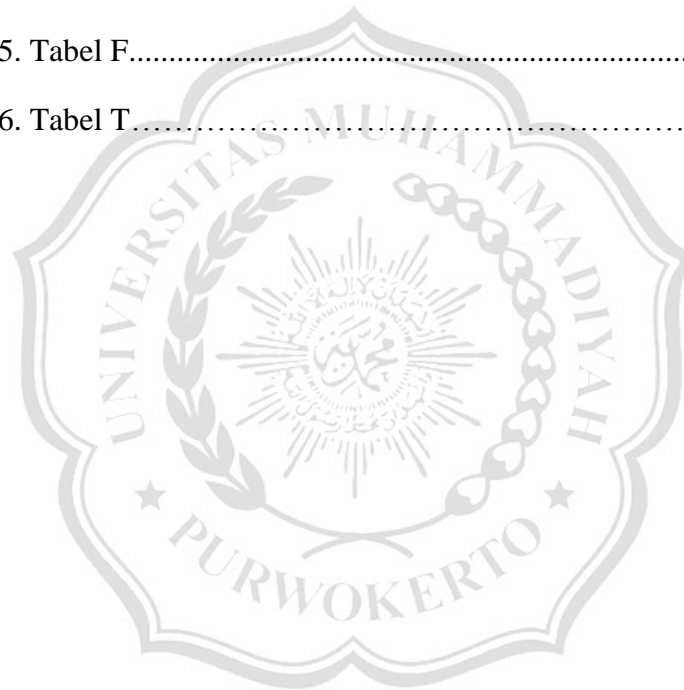 5. Tabel F...............................................................................
6. Tabel T……………………………………………………
UNIVERSITAS MUHAMMADIYAH
PURWOKERTO